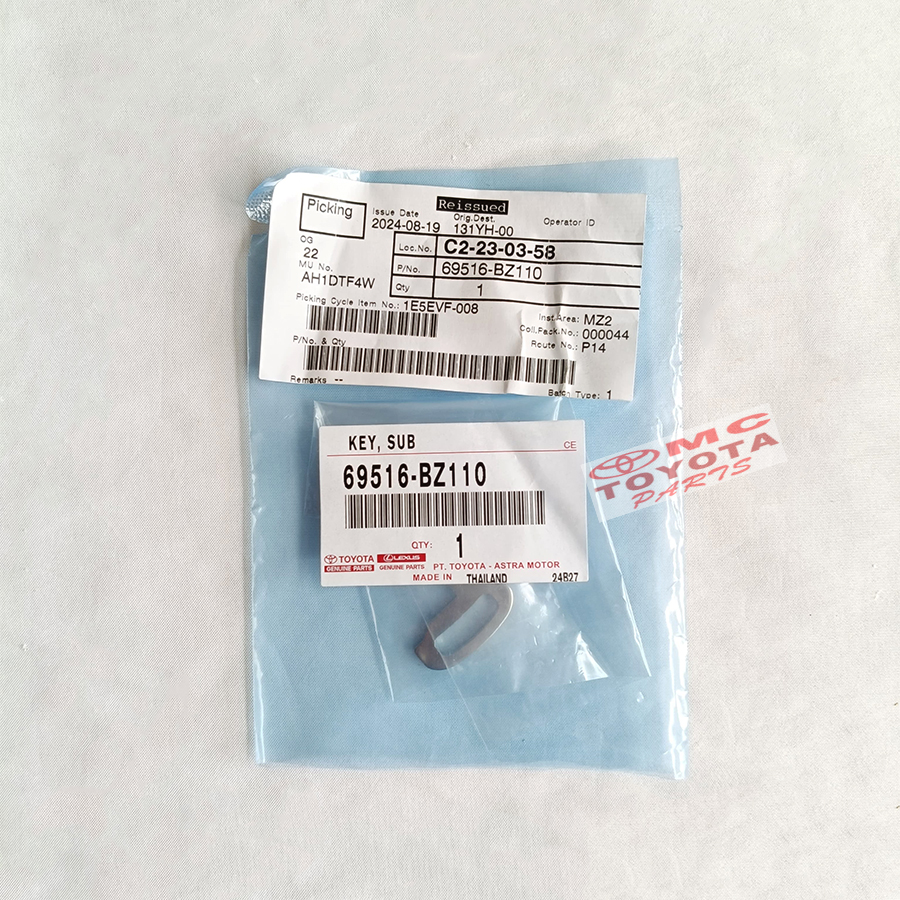 Picking
Issue Date
2024-08-19
Reissued
Orig.Dest.
131YH-00
Operator ID
OG
22
MU No.
AH1DTF4W
Loc.No. C2-23-03-58
P/No. 69516-BZ110
Qty 1
Picking Cycle Item No.: 1E5EVF-008
Inst.Area: MZ2
Coll.Pack.No.: 000044
Route No.: P14
P/No. & Qty
Remarks --
Batch Type: 1
KEY, SUB
CE
69516-BZ110
QTY: 1
TOYOTA
GENUINE PARTS
LEXUS
GENUINE PARTS
PT. TOYOTA - ASTRA MOTOR
MADE IN THAILAND 24B27
MC
TOYOTA
PARTS